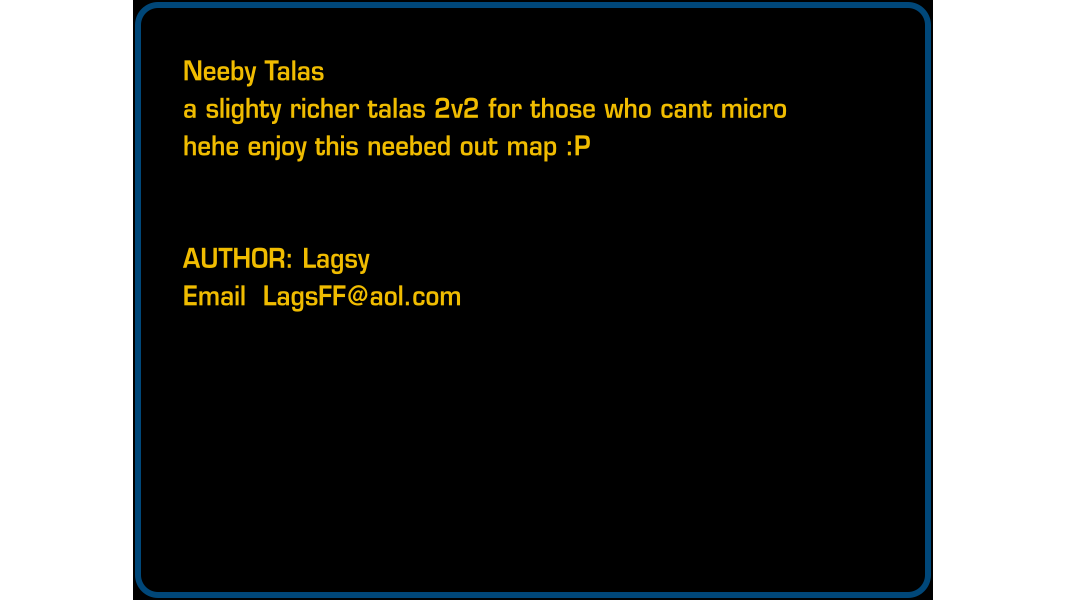 Neeby Talas
a slighty richer talas 2v2 for those who cant micro
hehe enjoy this neebed out map :P
AUTHOR: Lagsy
Email  LagsFF@aol.com